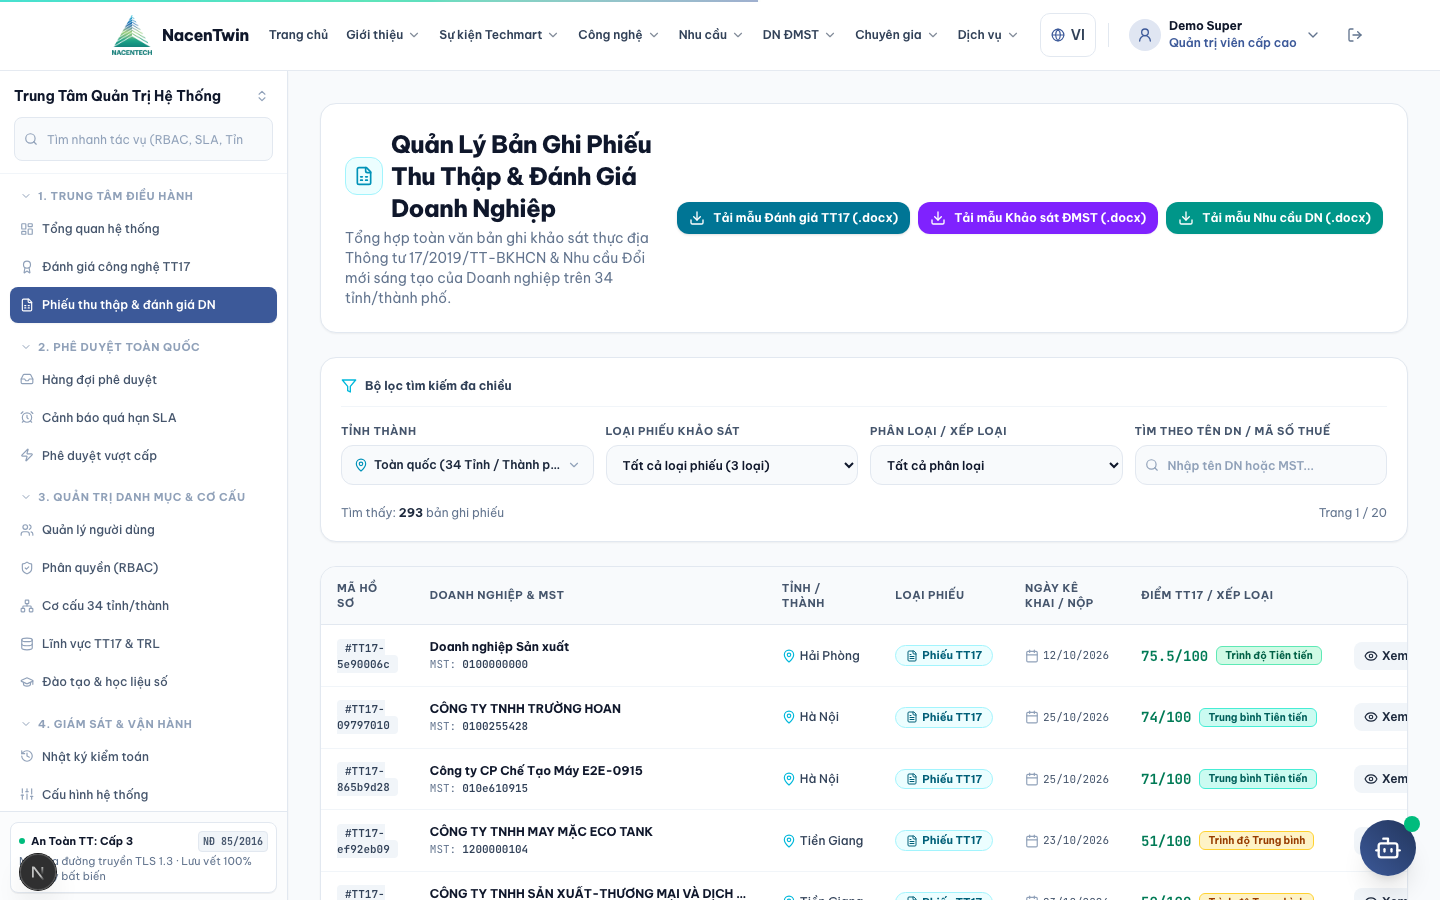 NACENTECH
NacenTwin
Trang chủ
Giới thiệu
Sự kiện Techmart
Công nghệ
Nhu cầu
DN ĐMST
Chuyên gia
Dịch vụ
VI
Demo Super
Quản trị viên cấp cao
Trung Tâm Quản Trị Hệ Thống
Tìm nhanh tác vụ (RBAC, SLA, Tỉn
1. TRUNG TÂM ĐIỀU HÀNH
Tổng quan hệ thống
Đánh giá công nghệ TT17
Phiếu thu thập & đánh giá DN
2. PHÊ DUYỆT TOÀN QUỐC
Hàng đợi phê duyệt
Cảnh báo quá hạn SLA
Phê duyệt vượt cấp
3. QUẢN TRỊ DANH MỤC & CƠ CẤU
Quản lý người dùng
Phân quyền (RBAC)
Cơ cấu 34 tỉnh/thành
Lĩnh vực TT17 & TRL
Đào tạo & học liệu số
4. GIÁM SÁT & VẬN HÀNH
Nhật ký kiểm toán
Cấu hình hệ thống
An Toàn TT: Cấp 3
NĐ 85/2016
đường truyền TLS 1.3 · Lưu vết 100%
bất biến
N
Quản Lý Bản Ghi Phiếu
Thu Thập & Đánh Giá
Doanh Nghiệp
Tổng hợp toàn văn bản ghi khảo sát thực địa
Thông tư 17/2019/TT-BKHCN & Nhu cầu Đổi
mới sáng tạo của Doanh nghiệp trên 34
tỉnh/thành phố.
Tải mẫu Đánh giá TT17 (.docx)
Tải mẫu Khảo sát ĐMST (.docx)
Tải mẫu Nhu cầu DN (.docx)
Bộ lọc tìm kiếm đa chiều
TỈNH THÀNH
LOẠI PHIẾU KHẢO SÁT
PHÂN LOẠI / XẾP LOẠI
TÌM THEO TÊN DN / MÃ SỐ THUẾ
Toàn quốc (34 Tỉnh / Thành p...
Tất cả loại phiếu (3 loại)
Tất cả phân loại
Nhập tên DN hoặc MST...
Tìm thấy: 293 bản ghi phiếu
Trang 1 / 20
MÃ HỒ SƠ
DOANH NGHIỆP & MST
TỈNH / THÀNH
LOẠI PHIẾU
NGÀY KÊ KHAI / NỘP
ĐIỂM TT17 / XẾP LOẠI
#TT17-5e90006c
Doanh nghiệp Sản xuất
MST: 0100000000
Hải Phòng
Phiếu TT17
12/10/2026
75.5/100
Trình độ Tiên tiến
Xem
#TT17-09797010
CÔNG TY TNHH TRƯỜNG HOAN
MST: 0100255428
Hà Nội
Phiếu TT17
25/10/2026
74/100
Trung bình Tiên tiến
Xem
#TT17-865b9d28
Công ty CP Chế Tạo Máy E2E-0915
MST: 010e610915
Hà Nội
Phiếu TT17
25/10/2026
71/100
Trung bình Tiên tiến
Xem
#TT17-ef92eb09
CÔNG TY TNHH MAY MẶC ECO TANK
MST: 1200000104
Tiền Giang
Phiếu TT17
23/10/2026
51/100
Trình độ Trung bình
#TT17-
CÔNG TY TNHH SẢN XUẤT-THƯƠNG MẠI VÀ DỊCH ...
Tiền Giang
Phiếu TT17